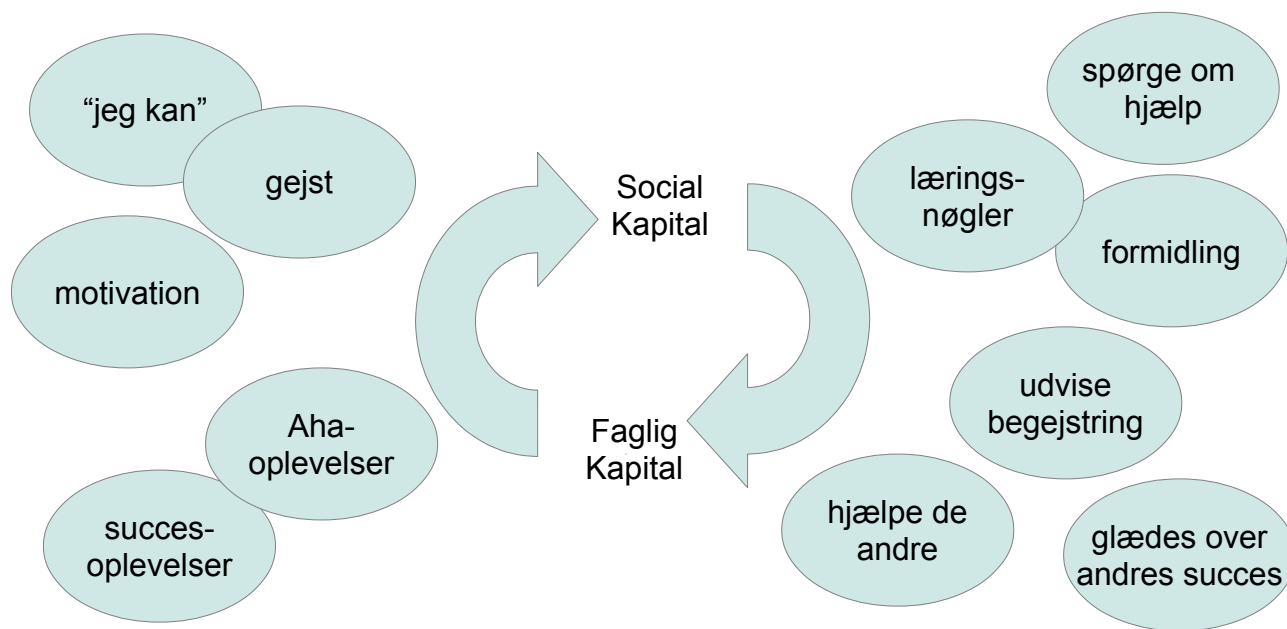 “jeg kan”
gejst
motivation
Aha-
oplevelser
succes-
oplevelser
Social
Kapital
Faglig
Kapital
spørge om
hjælp
lærings-
nøgler
formidling
udvise
begejstring
hjælpe de
andre
glædes over
andres succes